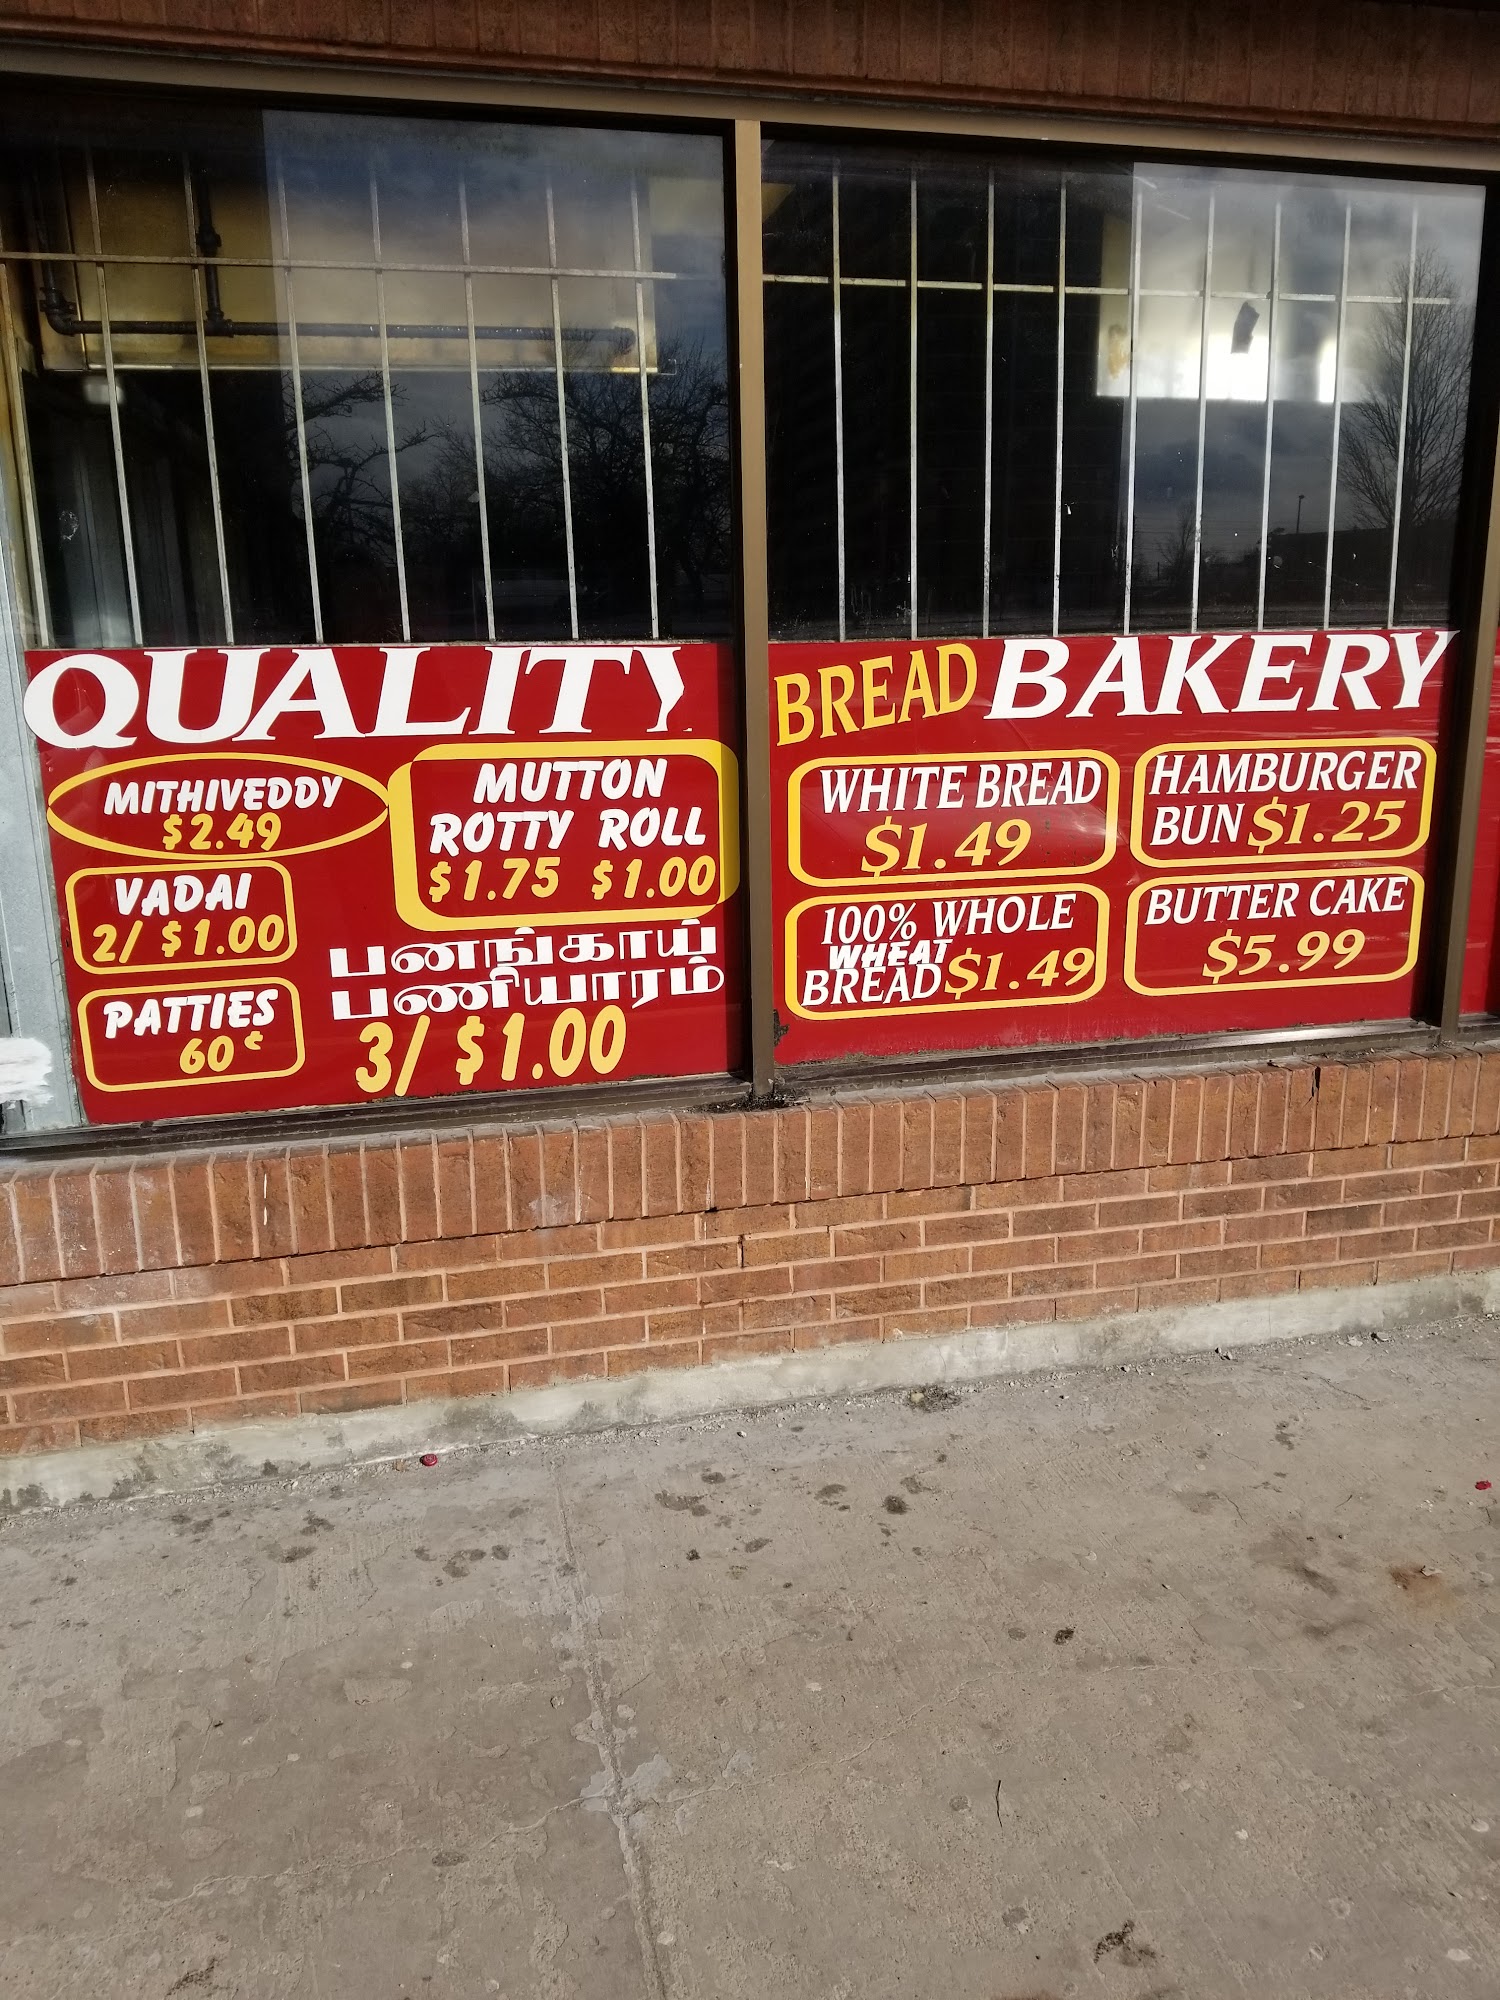 QUALITY
MITHIVEDDY
$2.49
VADAI
2/ $1.00
PATTIES
60¢
MUTTON
ROTTY ROLL
$1.75 $1.00
பனங்காய்
பணியாரம்
3/ $1.00
BREAD BAKERY
WHITE BREAD
$1.49
HAMBURGER
BUN $1.25
100% WHOLE
WHEAT
BREAD $1.49
BUTTER CAKE
$5.99